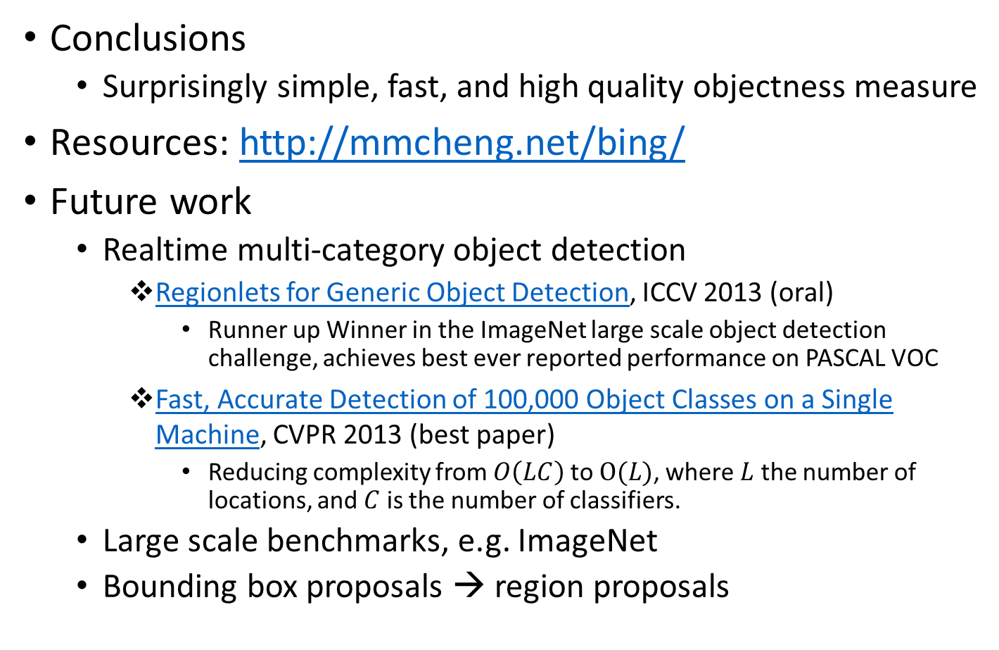 • Conclusions
• Surprisingly simple, fast, and high quality objectness measure
• Resources: http://mmcheng.net/bing/
• Future work
• Realtime multi-category object detection
❖Regionlets for Generic Object Detection, ICCV 2013 (oral)
• Runner up Winner in the ImageNet large scale object detection
challenge, achieves best ever reported performance on PASCAL VOC
❖Fast, Accurate Detection of 100,000 Object Classes on a Single
Machine, CVPR 2013 (best paper)
• Reducing complexity from O(LC) to O(L), where L the number of
locations, and C is the number of classifiers.
• Large scale benchmarks, e.g. ImageNet
• Bounding box proposals → region proposals